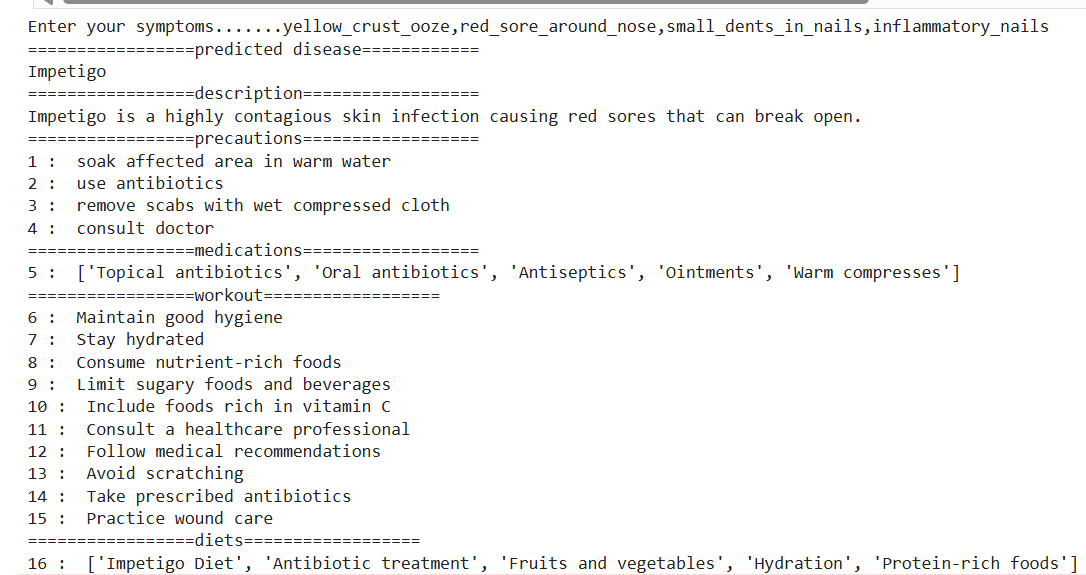 Enter your symptoms.......yellow_crust_ooze,red_sore_around_nose,small_dents_in_nails,inflammatory_nails
=================predicted disease============
Impetigo
=================description==================
Impetigo is a highly contagious skin infection causing red sores that can break open.
=================precautions==================
1 :  soak affected area in warm water
2 :  use antibiotics
3 :  remove scabs with wet compressed cloth
4 :  consult doctor
=================medications==================
5 :  ['Topical antibiotics', 'Oral antibiotics', 'Antiseptics', 'Ointments', 'Warm compresses']
=================workout==================
6 :  Maintain good hygiene
7 :  Stay hydrated
8 :  Consume nutrient-rich foods
9 :  Limit sugary foods and beverages
10 :  Include foods rich in vitamin C
11 :  Consult a healthcare professional
12 :  Follow medical recommendations
13 :  Avoid scratching
14 :  Take prescribed antibiotics
15 :  Practice wound care
=================diets==================
16 :  ['Impetigo Diet', 'Antibiotic treatment', 'Fruits and vegetables', 'Hydration', 'Protein-rich foods']